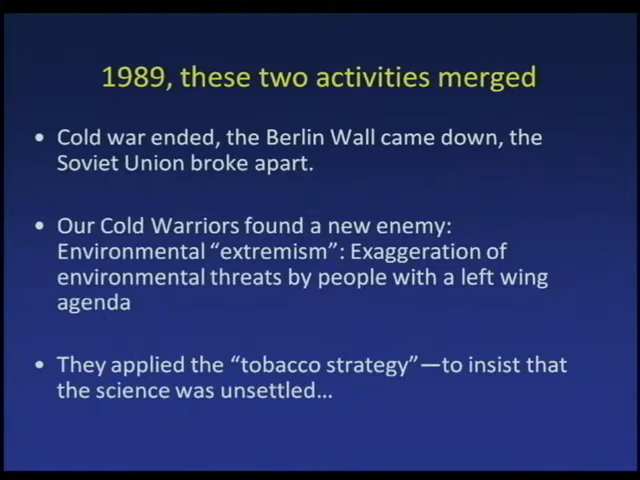 1989, these two activities merged
• Cold war ended, the Berlin Wall came down, the
Soviet Union broke apart.
• Our Cold Warriors found a new enemy:
Environmental “extremism”: Exaggeration of
environmental threats by people with a left wing
agenda
• They applied the “tobacco strategy”—to insist that
the science was unsettled…